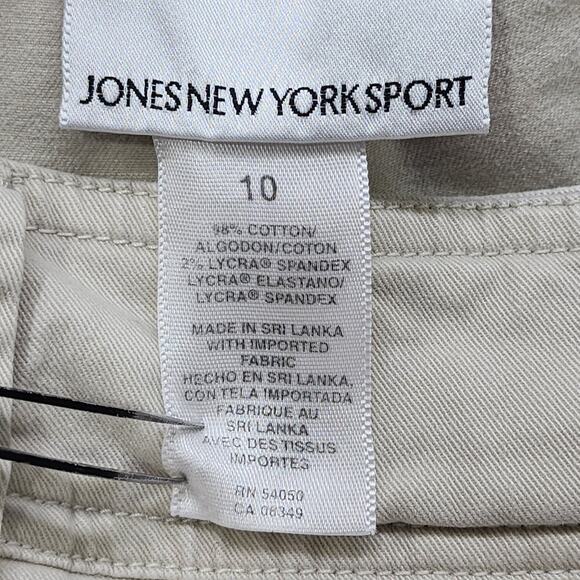 JONES NEW YORK SPORT
10
98% COTTON/
ALGODON/COTON
2% LYCRA® SPANDEX
LYCRA® ELASTANO/
LYCRA® SPANDEX
MADE IN SRI LANKA
WITH IMPORTED
FABRIC
HECHO EN SRI LANKA,
CON TELA IMPORTADA
FABRIQUE AU
SRI LANKA
AVEC DES TISSUS
IMPORTES
RN 54050
CA 08349